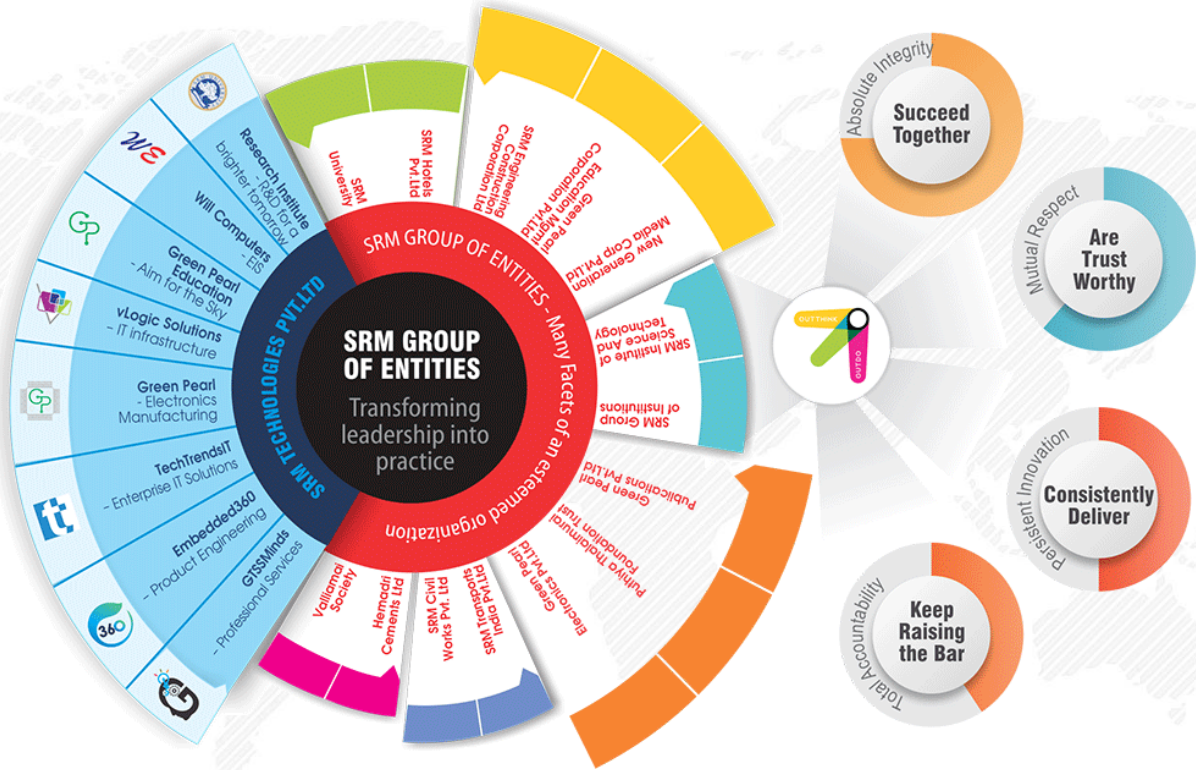 SRM GROUP
OF ENTITIES
Transforming
leadership into
practice
SRM GROUP OF ENTITIES - Many Facets of an esteemed organization
SRM TECHNOLOGIES PVT.LTD
Research Institute
- R&D for a
brighter Tomorrow
Will Computers
- EIS
Green Pearl
Education
- Aim for the Sky
vLogic Solutions
- IT infrastructure
Green Pearl
- Electronics
Manufacturing
TechTrendsIT
- Enterprise IT Solutions
Embedded360
- Product Engineering
GTSSMinds
- Professional Services
GP
GP
t
360
G
SRM
University
SRM Hotels
Pvt.Ltd
SRM Engineering
Construction
Corporation Ltd
Green Pearl
Education Mgmt
Corporation Pvt.Ltd
New Generation
Media Corp Pvt.Ltd
SRM Institute of
Science And
Technology
SRM Group
of Institutions
Green Pearl
Publications Pvt.Ltd
Puthiya Thalaimurai
Foundation Trust
Green Pearl
Electronics Pvt.Ltd
SRM Transports
India Pvt.Ltd
SRM Civil
Works Pvt. Ltd
Hemadri
Cements Ltd
Valliamai
Society
OUTTHINK
OUTDO
Absolute Integrity
Succeed
Together
Mutual Respect
Are
Trust
Worthy
Persistent Innovation
Consistently
Deliver
Total Accountability
Keep
Raising
the Bar